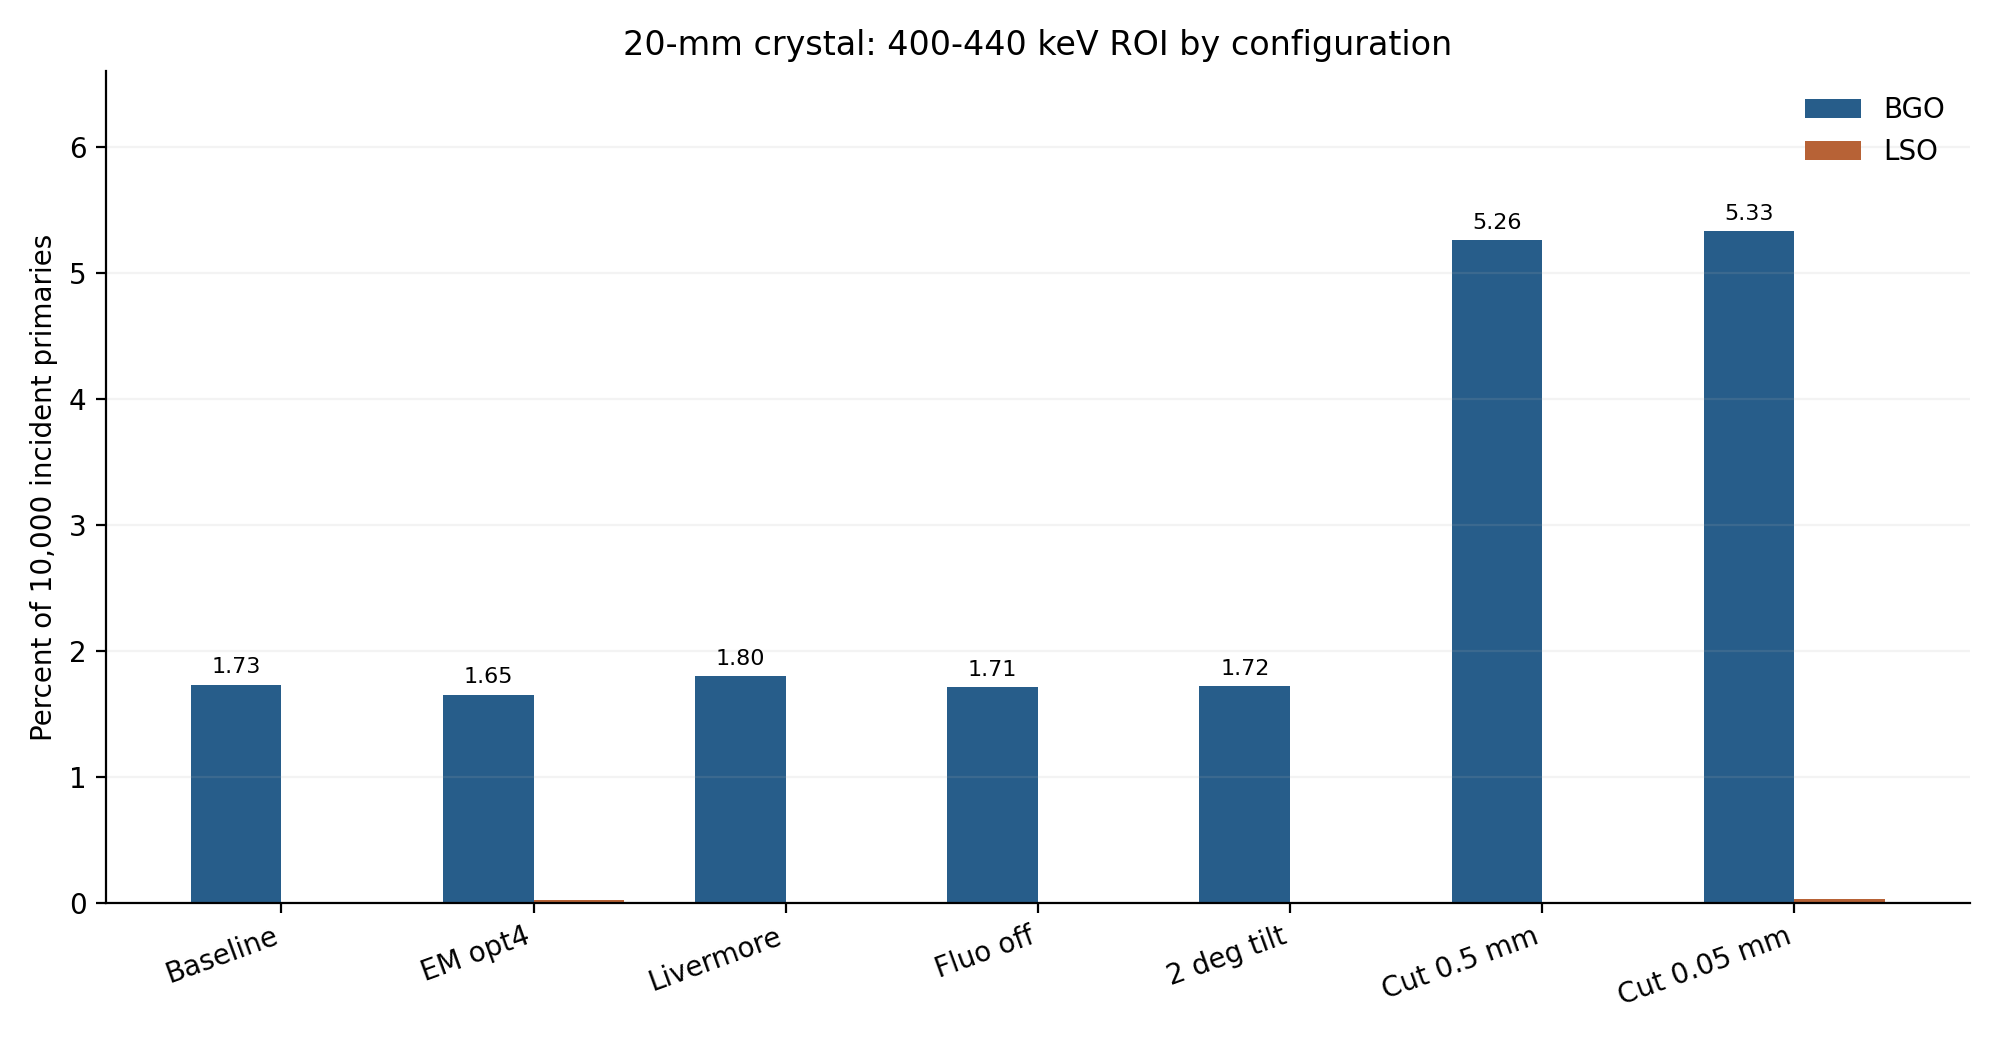 20-mm crystal: 400-440 keV ROI by configuration
BGO
LSO
Percent of 10,000 incident primaries
6
5
4
3
2
1
0
1.73
1.65
1.80
1.71
1.72
5.26
5.33
Baseline
EM opt4
Livermore
Fluo off
2 deg tilt
Cut 0.5 mm
Cut 0.05 mm